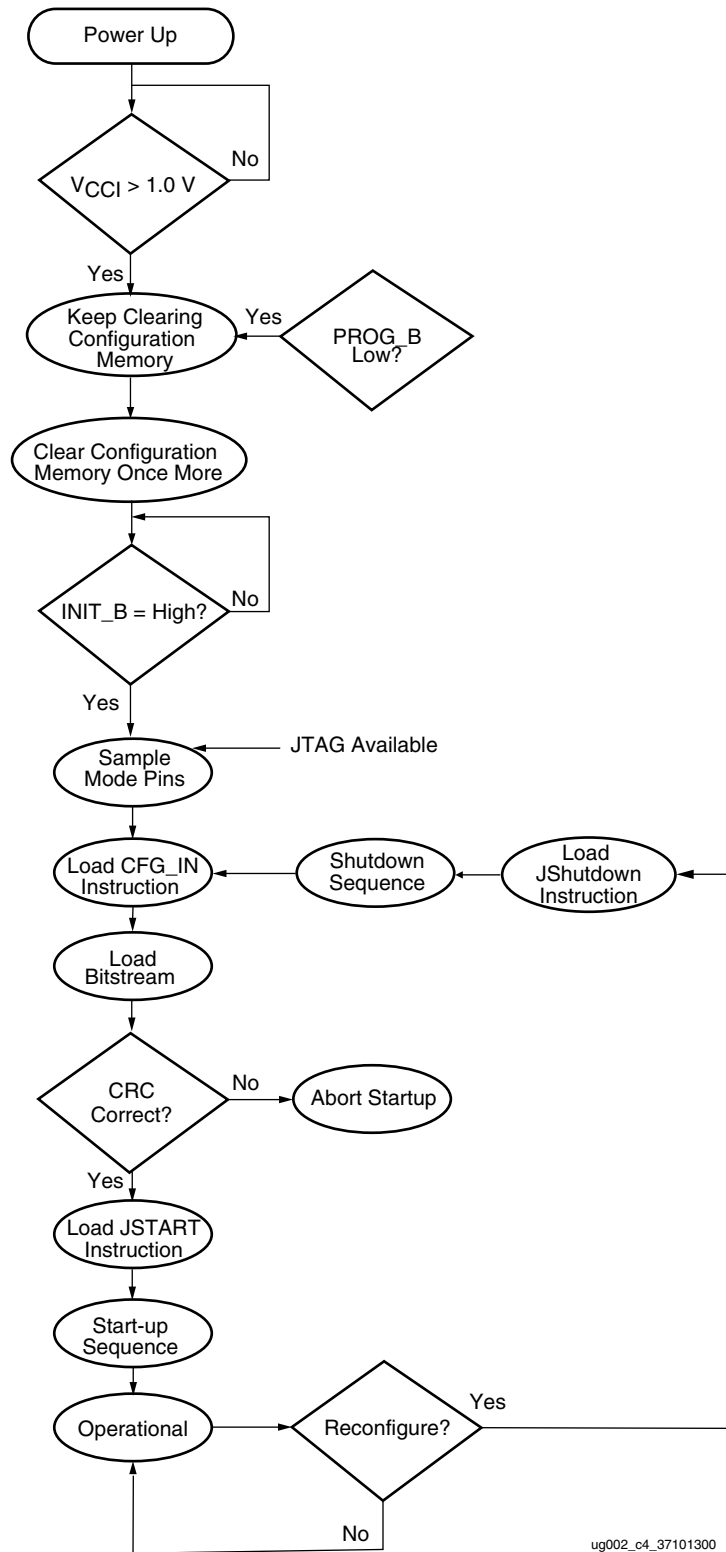 Power Up
No
VCCI > 1.0 V
Yes
Keep Clearing
Configuration
Memory
Yes
PROG_B
Low?
Clear Configuration
Memory Once More
INIT_B = High?
No
Yes
Sample
Mode Pins
JTAG Available
Load CFG_IN
Instruction
Shutdown
Sequence
Load
JShutdown
Instruction
Load
Bitstream
CRC
Correct?
No
Abort Startup
Yes
Load JSTART
Instruction
Start-up
Sequence
Operational
Reconfigure?
Yes
No
ug002_c4_37101300